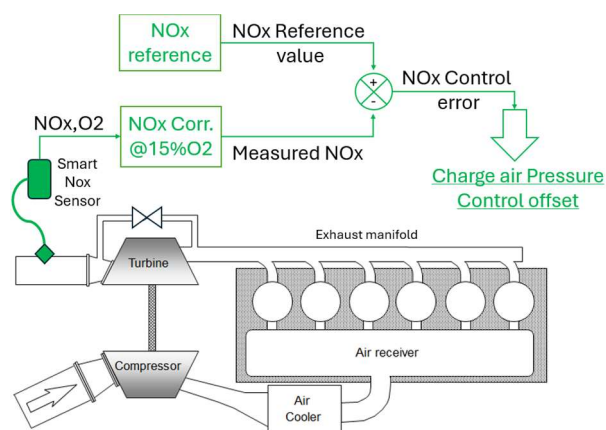 NOx
reference
NOx Reference
value
+
-
NOx Control
error
NOx,O2
NOx Corr.
@15%O2
Measured NOx
Smart
Nox
Sensor
Charge air Pressure
Control offset
Exhaust manifold
Turbine
Air receiver
Compressor
Air
Cooler